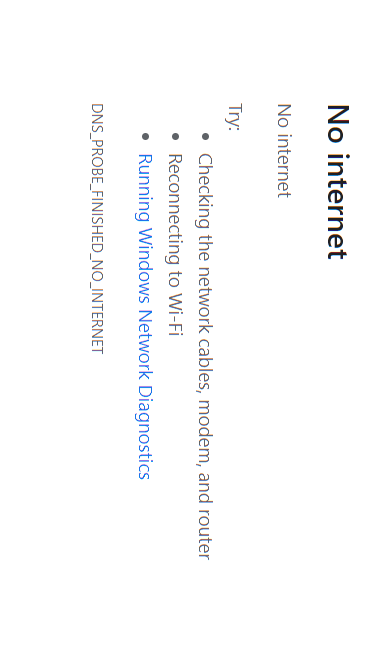 No internet
No internet
Try:
Checking the network cables, modem, and router
Reconnecting to Wi-Fi
Running Windows Network Diagnostics
DNS_PROBE_FINISHED_NO_INTERNET